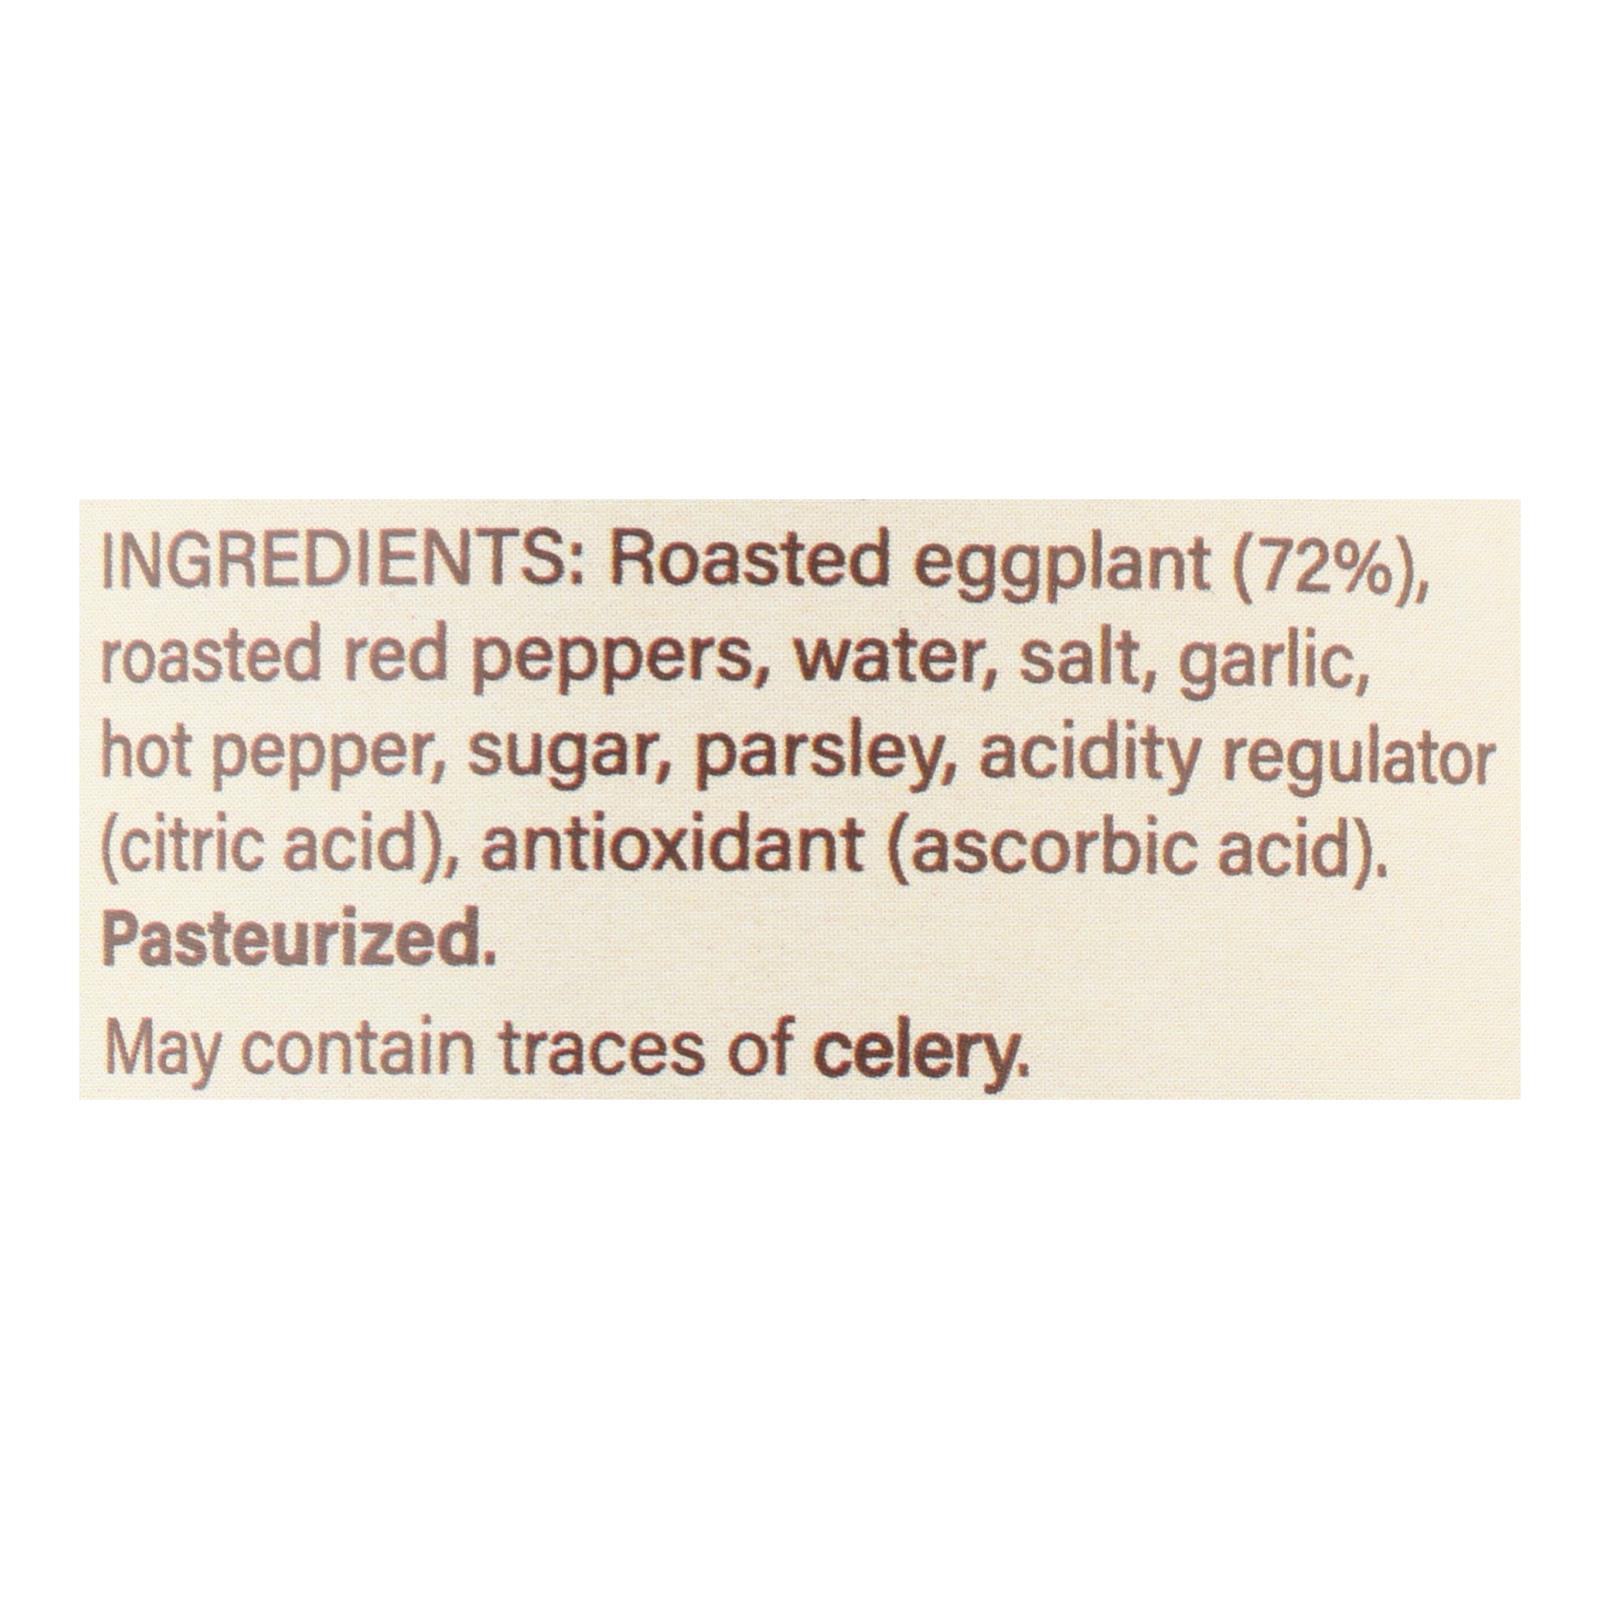 INGREDIENTS: Roasted eggplant (72%),
roasted red peppers, water, salt, garlic,
hot pepper, sugar, parsley, acidity regulator
(citric acid), antioxidant (ascorbic acid).
Pasteurized.
May contain traces of celery.